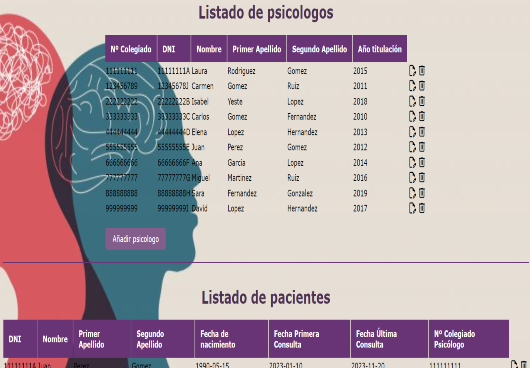 Listado de psicologos
Nº Colegiado DNI Nombre Primer Apellido Segundo Apellido Año titulación
111111111 11111111A Laura Rodriguez Gomez 2015
123456789 12345678J Carmen Gomez Ruiz 2011
222222222 22222222B Isabel Yeste Lopez 2018
333333333 33333333C Carlos Gomez Fernandez 2010
444444444 44444444D Elena Lopez Hernandez 2013
555555555 55555555E Juan Perez Gomez 2012
666666666 66666666F Ana Garcia Lopez 2014
777777777 77777777G Miguel Martinez Ruiz 2016
888888888 88888888H Sara Fernandez Gonzalez 2019
999999999 99999999I David Lopez Hernandez 2017
Añadir psicologo
Listado de pacientes
DNI Nombre Primer Apellido Segundo Apellido Fecha de nacimiento Fecha Primera Consulta Fecha Última Consulta Nº Colegiado Psicólogo
11111111A Juan Perez Gomez 1990-05-15 2023-01-10 2023-11-20 111111111